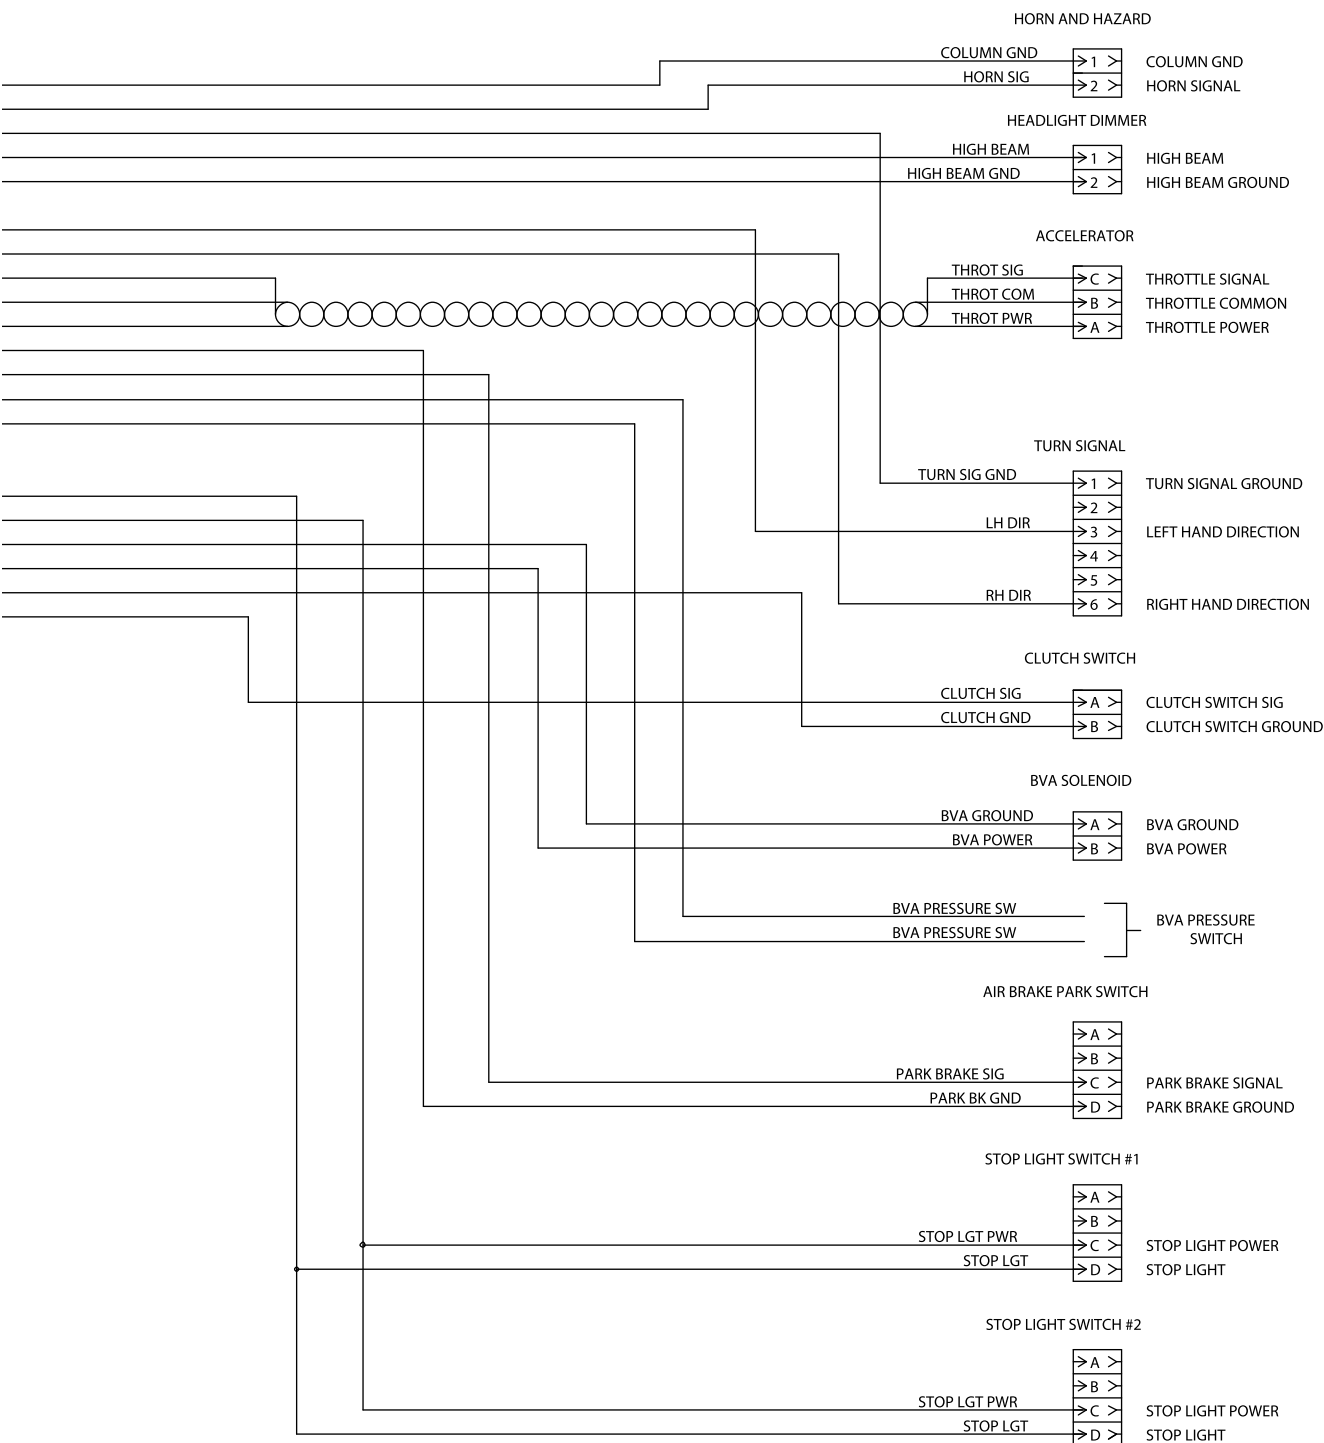 HORN AND HAZARD
COLUMN GND 1 COLUMN GND
HORN SIG 2 HORN SIGNAL
HEADLIGHT DIMMER
HIGH BEAM 1 HIGH BEAM
HIGH BEAM GND 2 HIGH BEAM GROUND
ACCELERATOR
THROT SIG C THROTTLE SIGNAL
THROT COM B THROTTLE COMMON
THROT PWR A THROTTLE POWER
TURN SIGNAL
TURN SIG GND 1 TURN SIGNAL GROUND
2
LH DIR 3 LEFT HAND DIRECTION
4
5
RH DIR 6 RIGHT HAND DIRECTION
CLUTCH SWITCH
CLUTCH SIG A CLUTCH SWITCH SIG
CLUTCH GND B CLUTCH SWITCH GROUND
BVA SOLENOID
BVA GROUND A BVA GROUND
BVA POWER B BVA POWER
BVA PRESSURE SW
BVA PRESSURE SW
BVA PRESSURE
SWITCH
AIR BRAKE PARK SWITCH
A
B
PARK BRAKE SIG C PARK BRAKE SIGNAL
PARK BK GND D PARK BRAKE GROUND
STOP LIGHT SWITCH #1
A
B
STOP LGT PWR C STOP LIGHT POWER
STOP LGT D STOP LIGHT
STOP LIGHT SWITCH #2
A
B
STOP LGT PWR C STOP LIGHT POWER
STOP LGT D STOP LIGHT